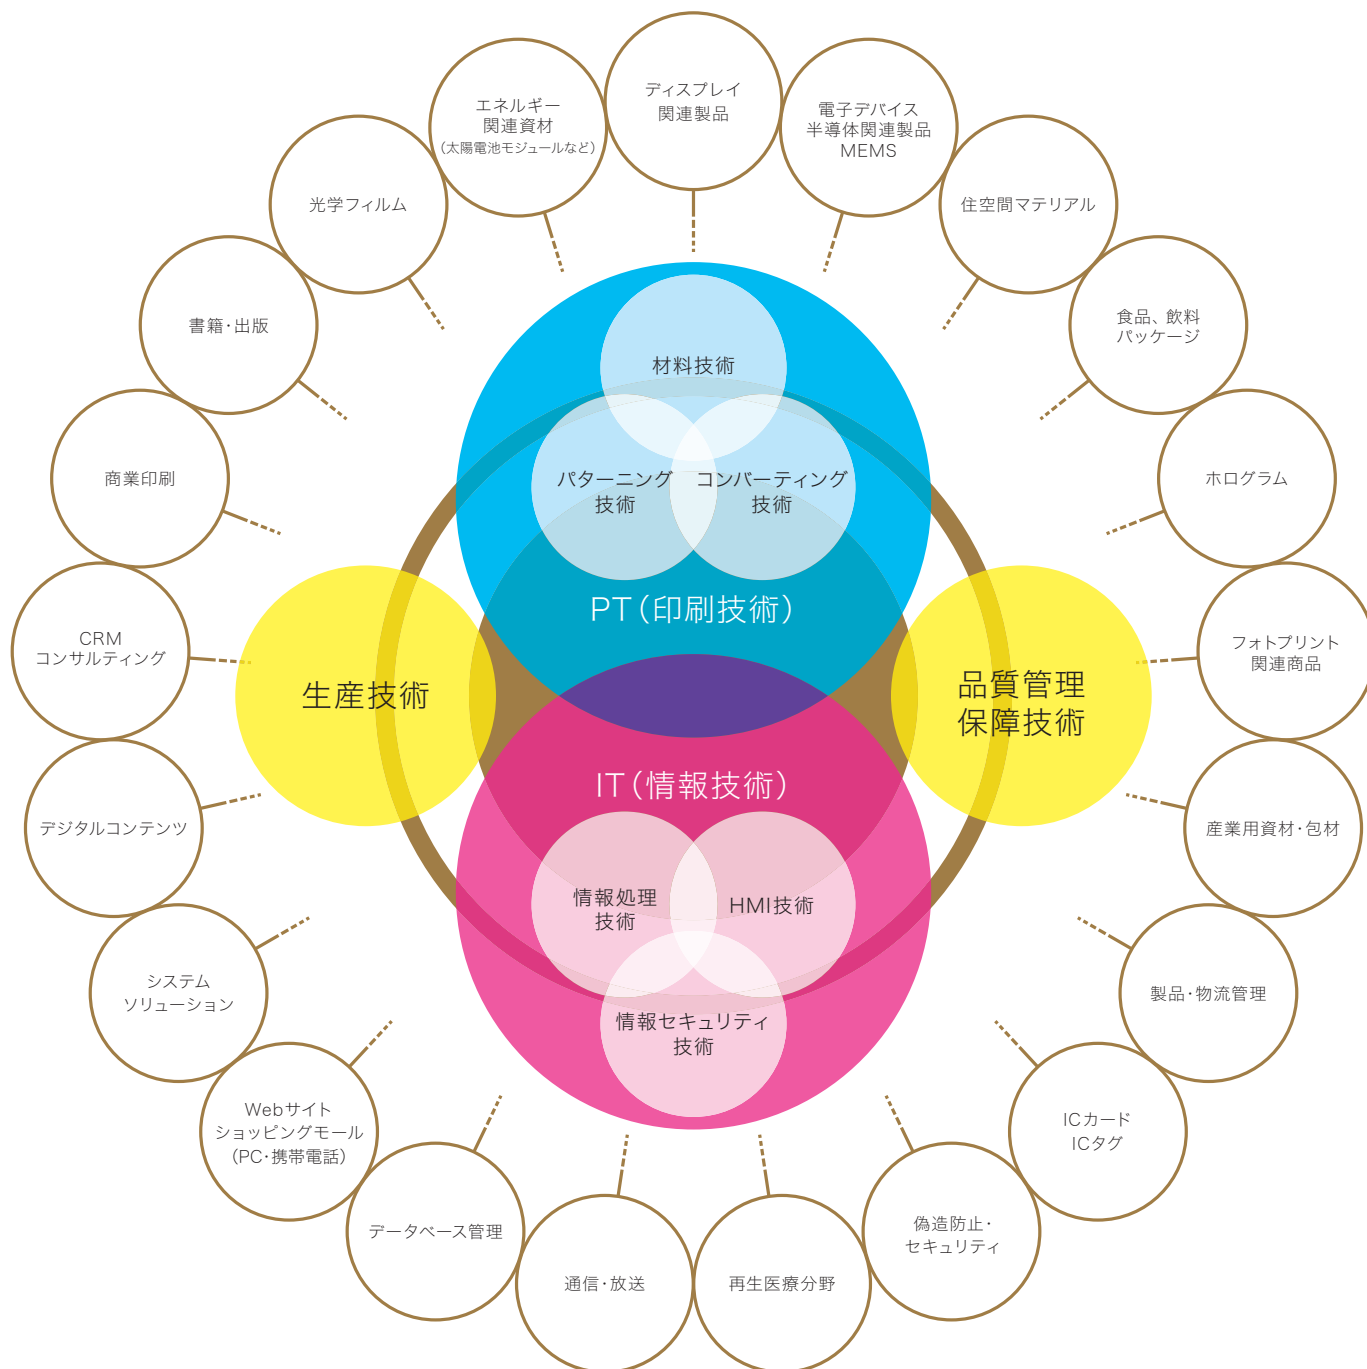 ディスプレイ
関連製品
電子デバイス
半導体関連製品
MEMS
住空間マテリアル
食品、飲料
パッケージ
ホログラム
フォトプリント
関連商品
産業用資材・包材
製品・物流管理
ICカード
ICタグ
偽造防止・
セキュリティ
再生医療分野
通信・放送
データベース管理
Webサイト
ショッピングモール
（PC・携帯電話）
システム
ソリューション
デジタルコンテンツ
CRM
コンサルティング
商業印刷
書籍・出版
光学フィルム
エネルギー
関連資材
（太陽電池モジュールなど）
材料技術
パターニング
技術
コンバーティング
技術
PT（印刷技術）
生産技術
品質管理
保障技術
IT（情報技術）
情報処理
技術
HMI技術
情報セキュリティ
技術